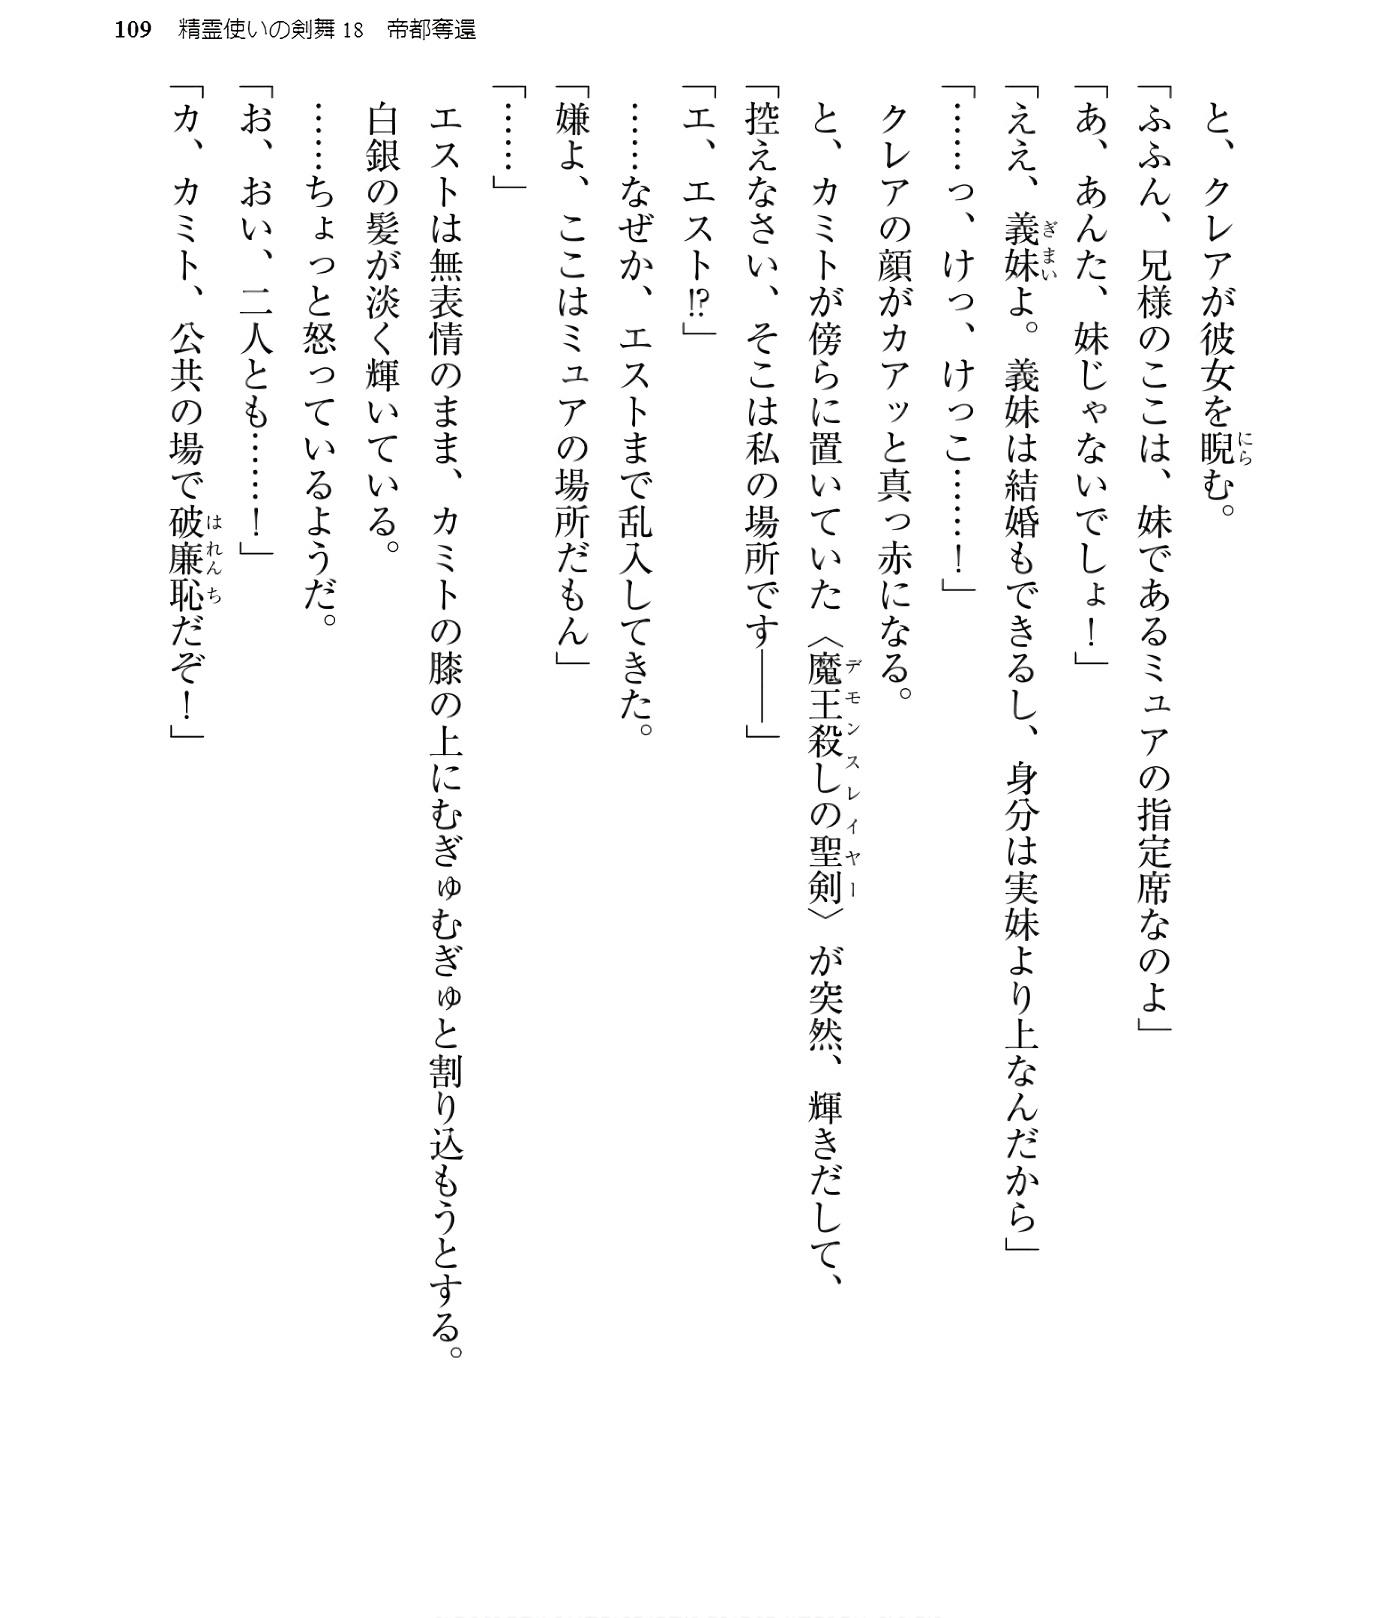 109 精霊使いの剣舞18 帝都奪還
と、クレアが彼女を睨む。
「ふふん、兄様のここは、妹であるミュアの指定席なのよ」
「あ、あんた、妹じゃないでしょ！」
「ええ、義妹よ。義妹は結婚もできるし、身分は実妹より上なんだから」
「……っ、けっ、けっこ……！」
クレアの顔がカアッと真っ赤になる。
と、カミトが傍らに置いていた〈魔王殺しの聖剣〉が突然、輝きだして、
「控えなさい、そこは私の場所です――」
「エ、エスト⁉」
……なぜか、エストまで乱入してきた。
「嫌よ、ここはミュアの場所だもん」
「……」
エストは無表情のまま、カミトの膝の上にむぎゅむぎゅと割り込もうとする。
白銀の髪が淡く輝いている。
……ちょっと怒っているようだ。
「お、おい、二人とも……！」
「カ、カミト、公共の場で破廉恥だぞ！」